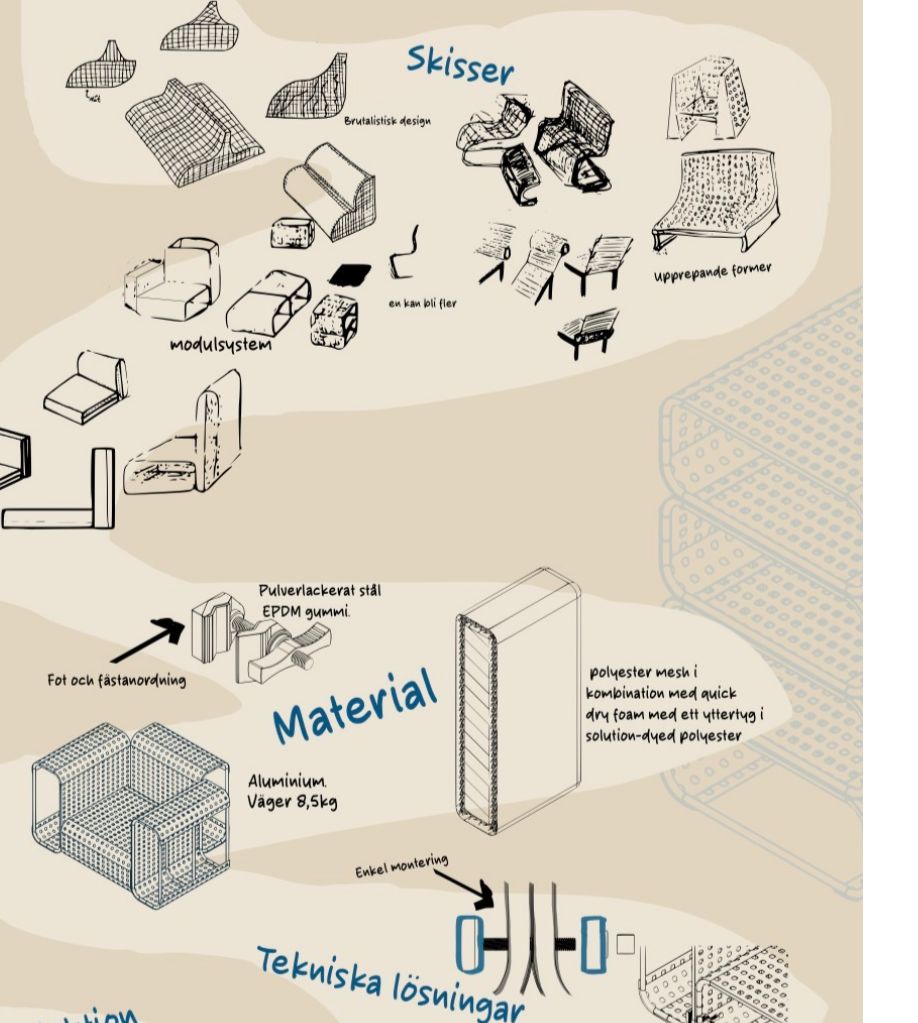 Skisser
Brutalistisk design
en kan bli fler
upprepande former
modulsystem
Pulverlackerat stål
EPDM gummi.
Fot och fästanordning
Material
polyester mesh i
kombination med quick
dry foam med ett yttertyg i
solution-dyed polyester
Aluminium.
Väger 8,5kg
Enkel montering
Tekniska lösningar